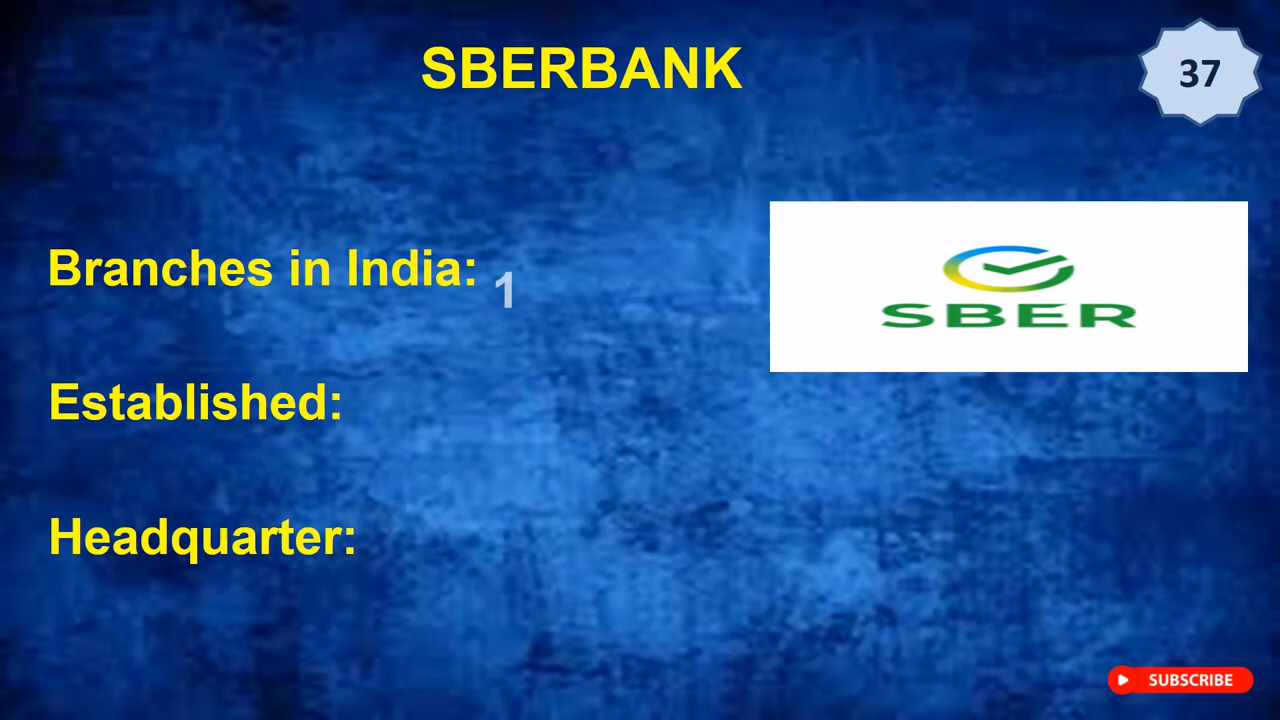 SBERBANK
37
Branches in India: 1
SBER
Established:
Headquarter:
SUBSCRIBE